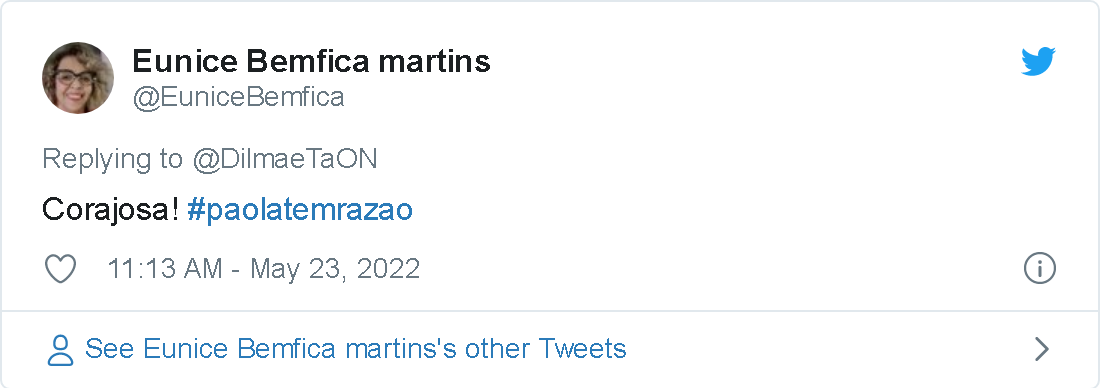 Eunice Bemfica martins
@EuniceBemfica
Replying to @DilmaeTaON
Corajosa! #paolatemrazao
11:13 AM - May 23, 2022
See Eunice Bemfica martins's other Tweets